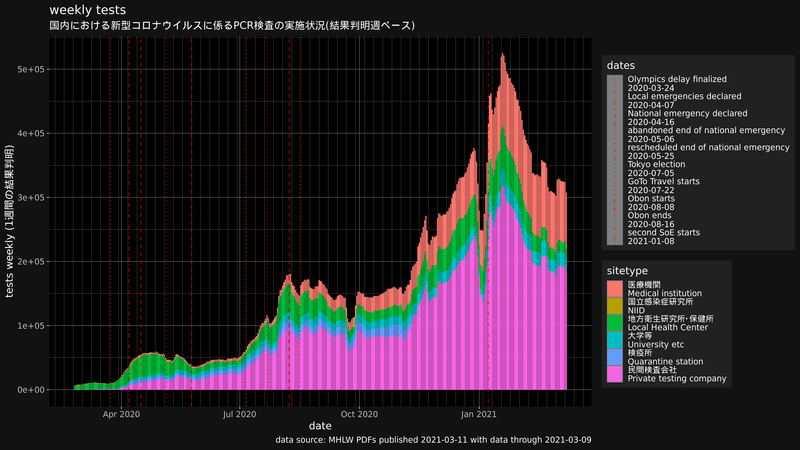 weekly tests
国内における新型コロナウイルスに係るPCR検査の実施状況(結果判明週ベース)
tests weekly (1週間の結果判明)
5e+05
4e+05
3e+05
2e+05
1e+05
0e+00
Apr 2020
Jul 2020
Oct 2020
Jan 2021
date
data source: MHLW PDFs published 2021-03-11 with data through 2021-03-09
dates
Olympics delay finalized
2020-03-24
Local emergencies declared
2020-04-07
National emergency declared
2020-04-16
abandoned end of national emergency
2020-05-06
rescheduled end of national emergency
2020-05-25
Tokyo election
2020-07-05
GoTo Travel starts
2020-07-22
Obon starts
2020-08-08
Obon ends
2020-08-16
second SoE starts
2021-01-08
sitetype
医療機関
Medical institution
国立感染症研究所
NIID
地方衛生研究所･保健所
Local Health Center
大学等
University etc
検疫所
Quarantine station
民間検査会社
Private testing company